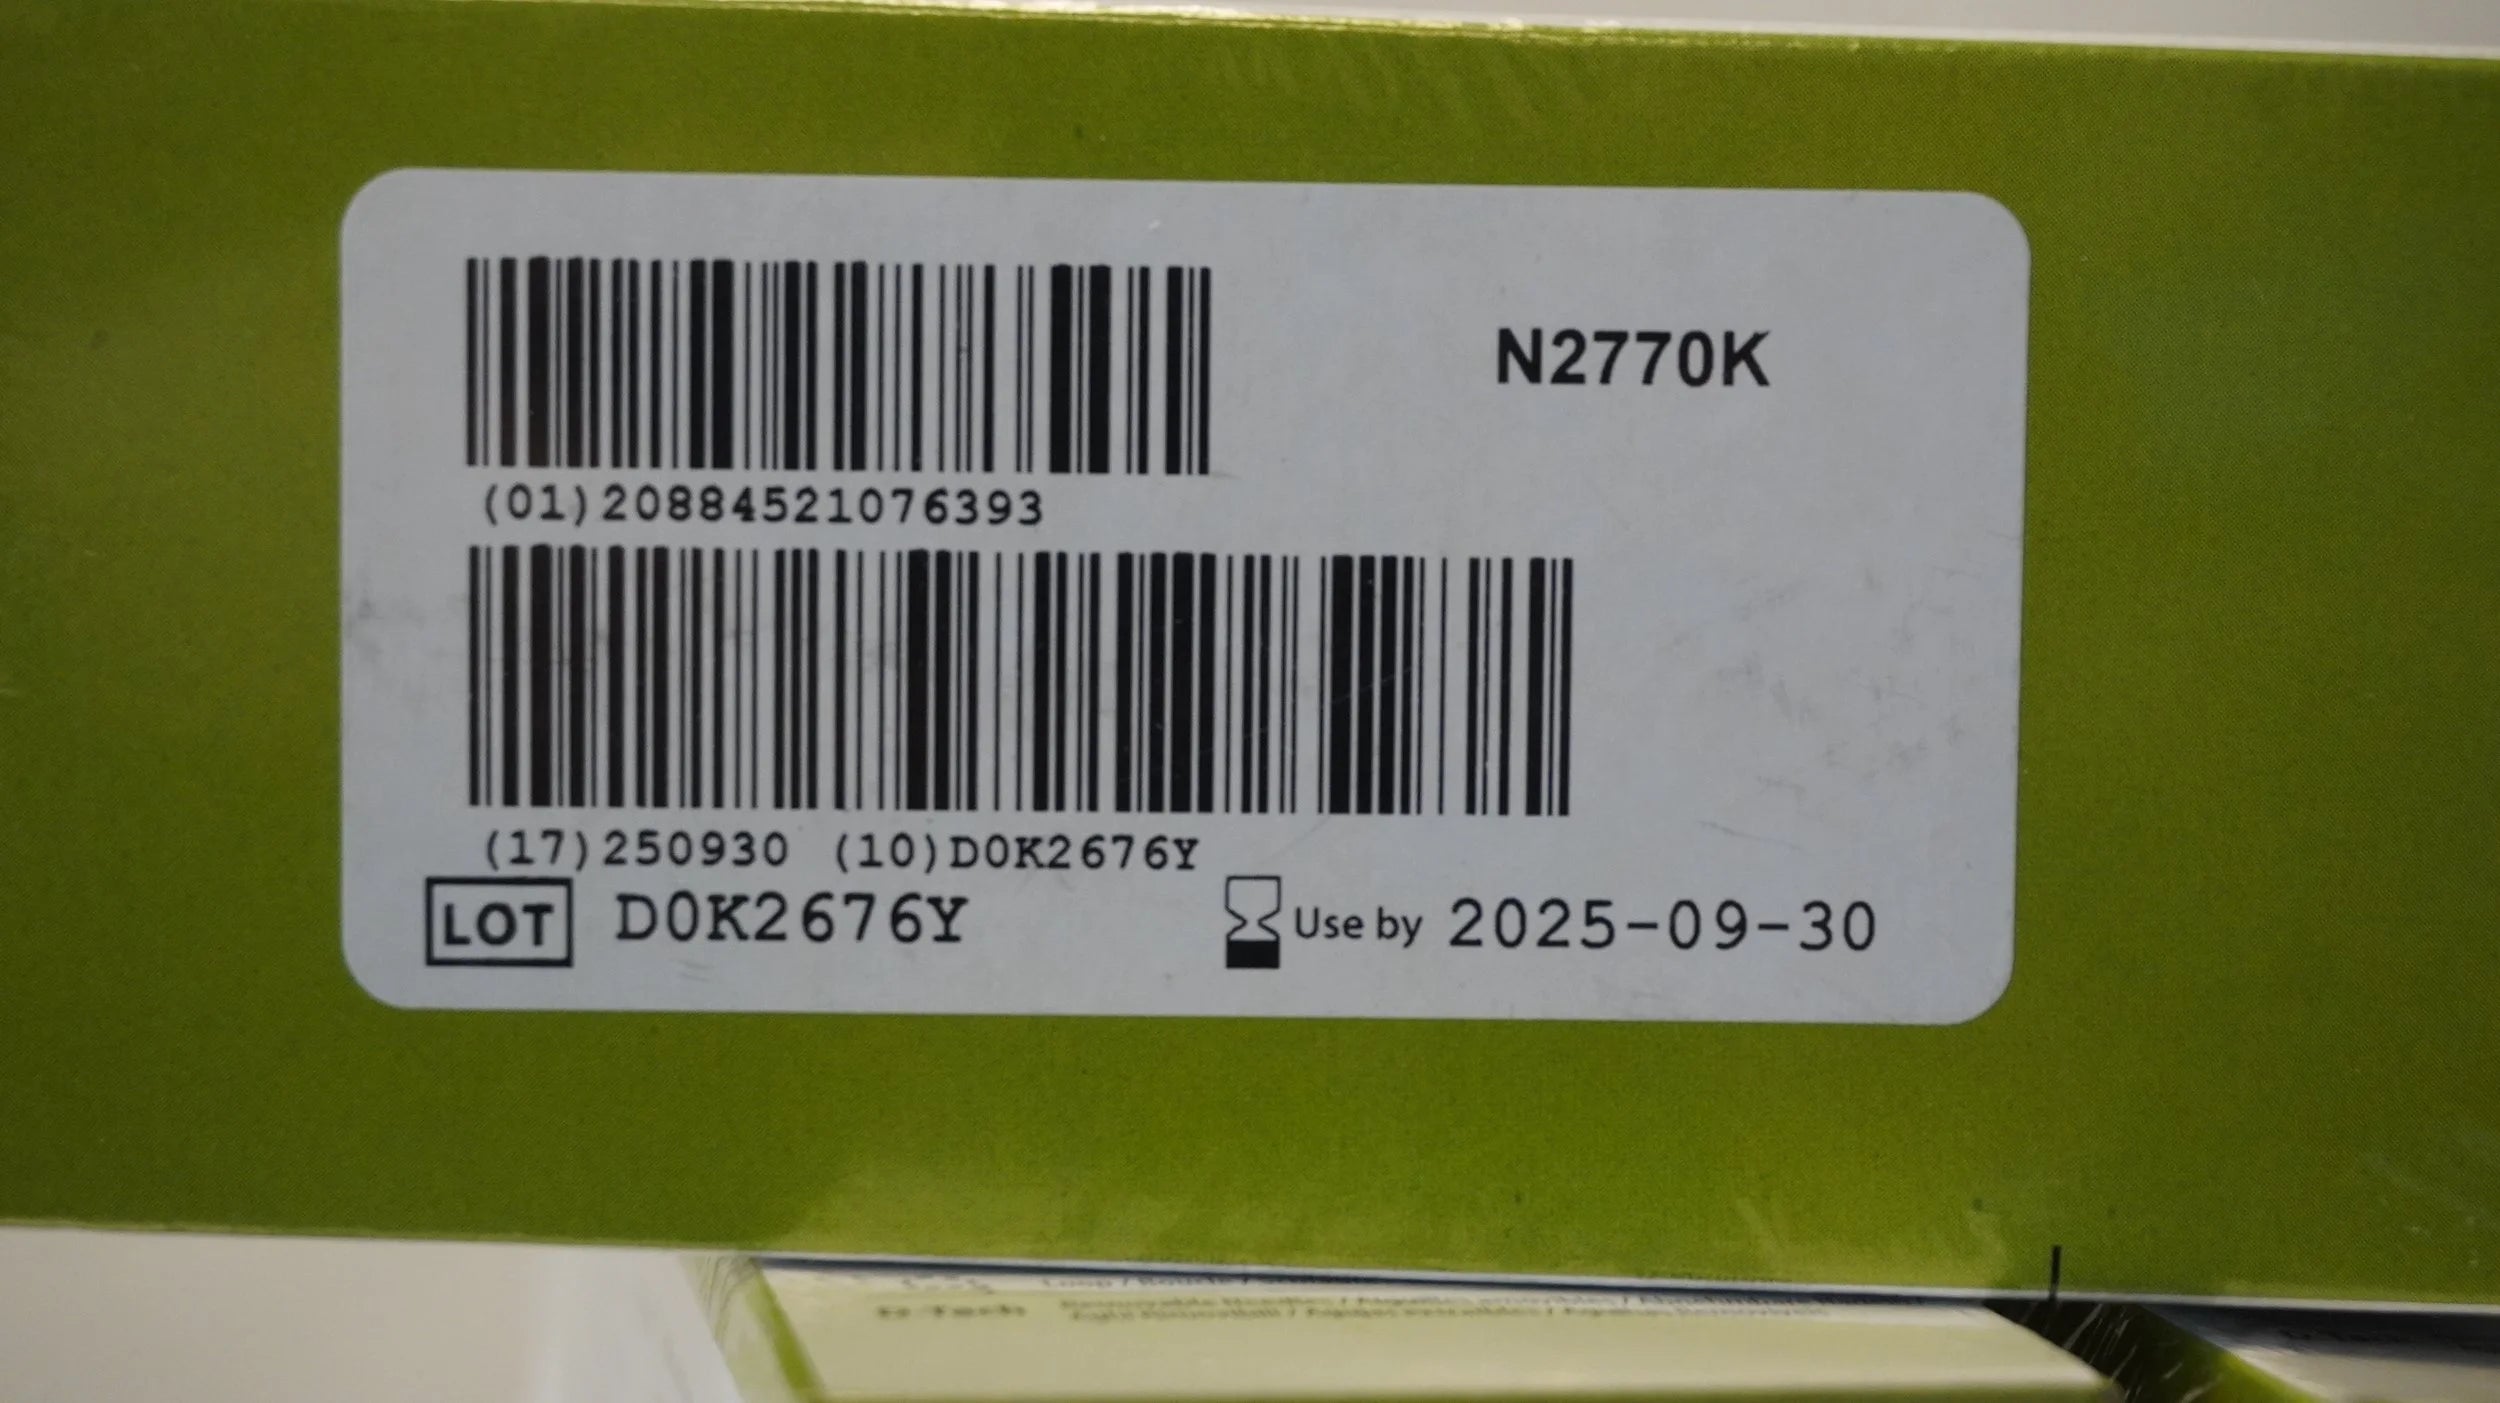 N2770K
(01)20884521076393
(17)250930 (10)D0K2676Y
LOT D0K2676Y Use by 2025-09-30